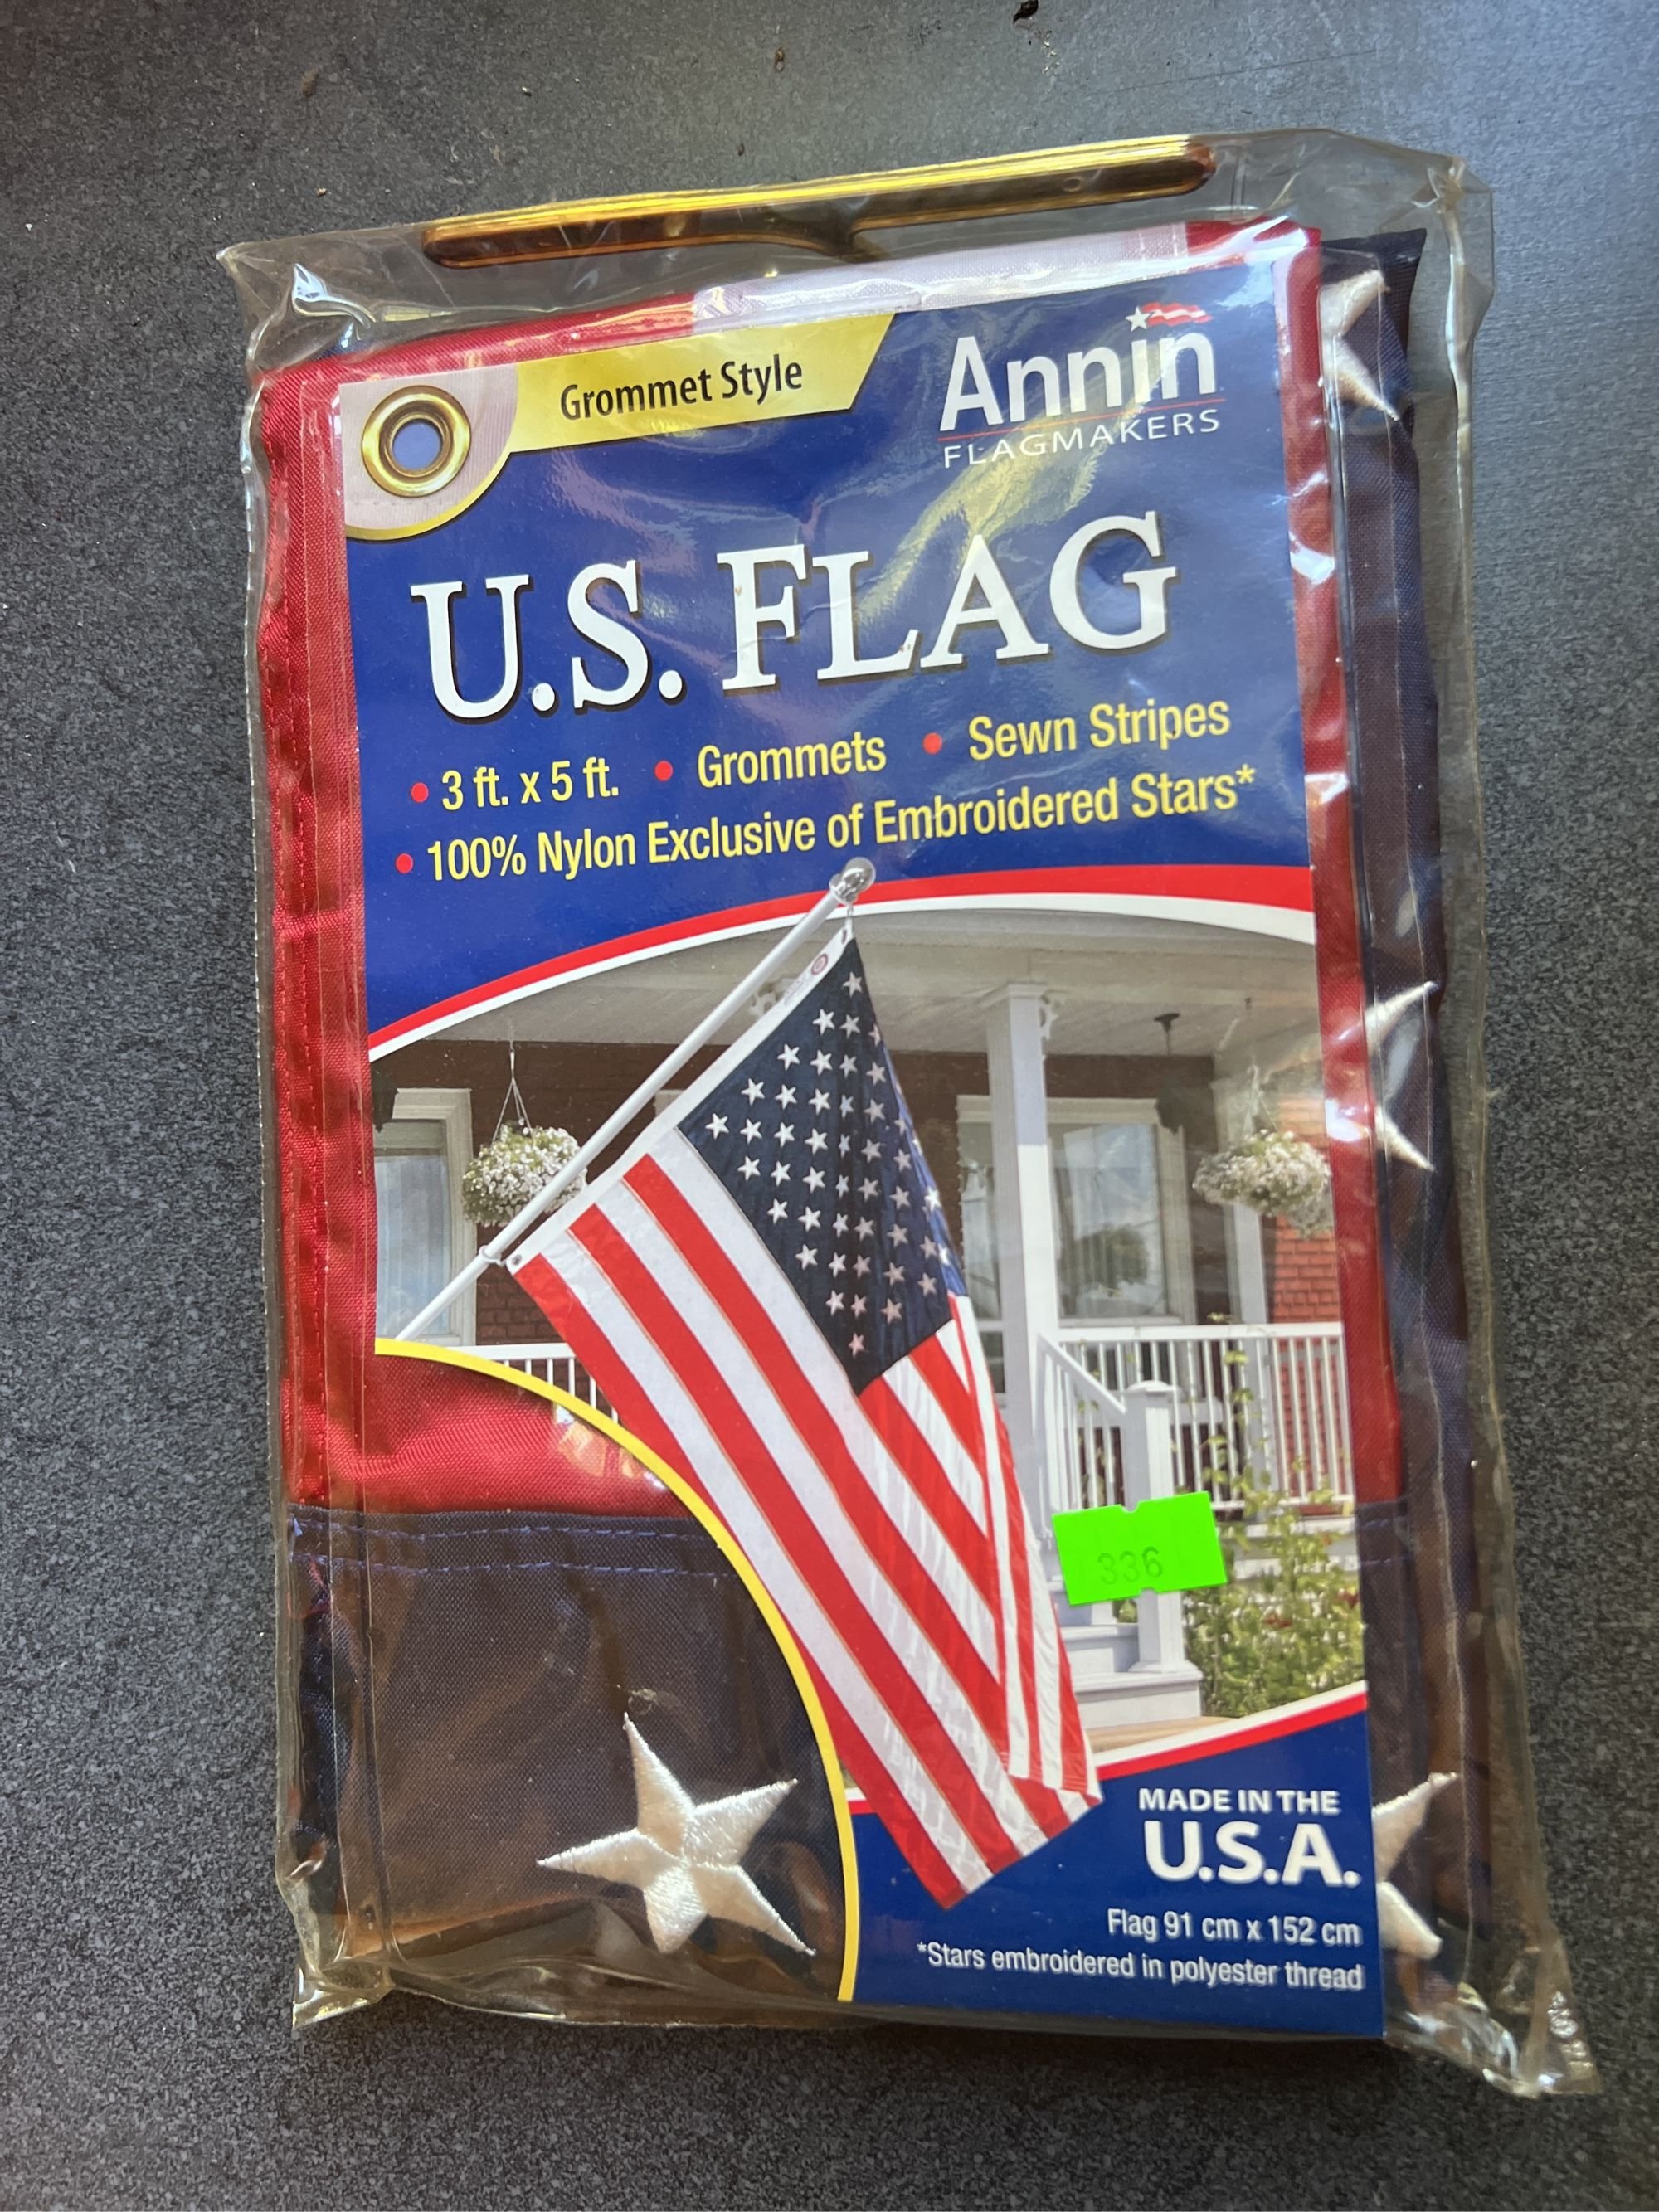 Grommet Style
Annin
FLAGMAKERS
U.S. FLAG
• 3 ft. x 5 ft. • Grommets • Sewn Stripes
• 100% Nylon Exclusive of Embroidered Stars*
336
MADE IN THE
U.S.A.
Flag 91 cm x 152 cm
*Stars embroidered in polyester thread